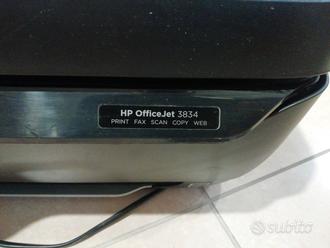 HP OfficeJet 3834
PRINT FAX SCAN COPY WEB
subito